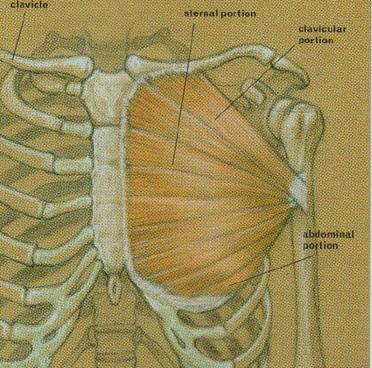 clavicle
sternal portion
clavicular
portion
abdominal
portion